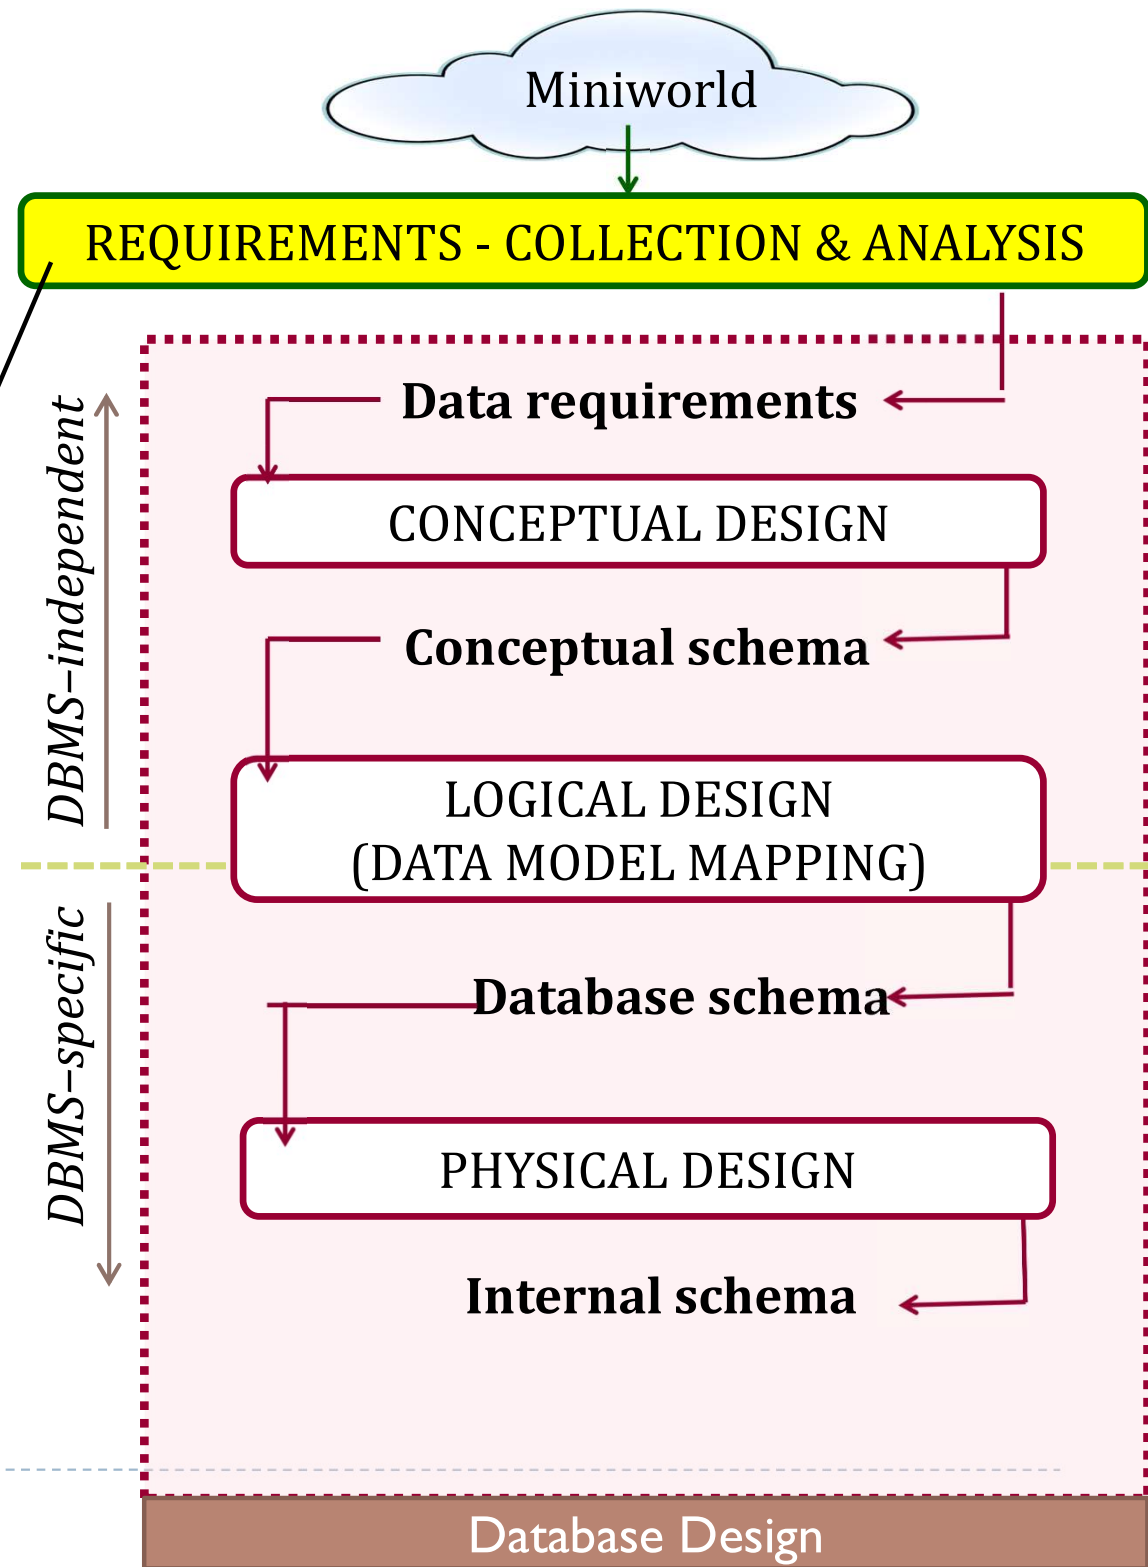 Miniworld
REQUIREMENTS - COLLECTION & ANALYSIS
Data requirements
CONCEPTUAL DESIGN
Conceptual schema
LOGICAL DESIGN
(DATA MODEL MAPPING)
Database schema
PHYSICAL DESIGN
Internal schema
DBMS–independent
DBMS–specific
Database Design